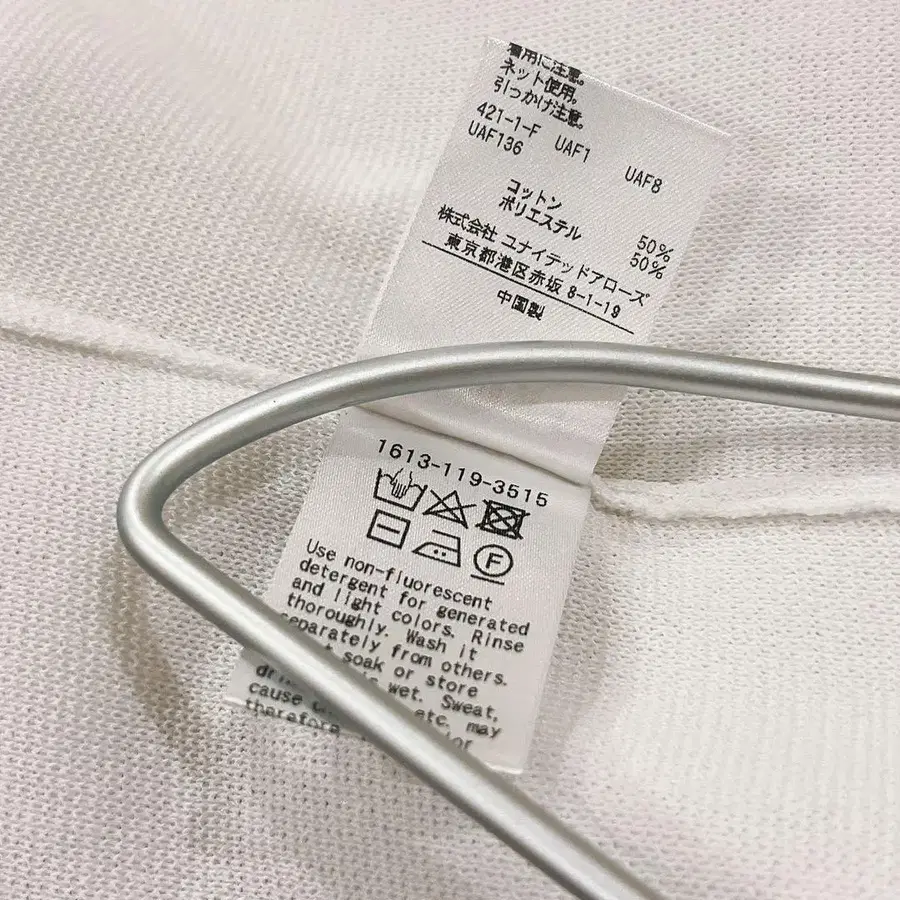 着用に注意。
ネット使用。
引っかけ注意。
421-1-F UAF1 UAF8
UAF136
コットン 50%
ポリエステル 50%
株式会社 ユナイテッドアローズ
東京都港区赤坂 8-1-19
中国製
1613-119-3515
F
Use non-fluorescent
detergent for generated
and light colors. Rinse
thoroughly. Wash it
separately from others.
soak or store
wet. Sweat,
cause etc. may
therefore